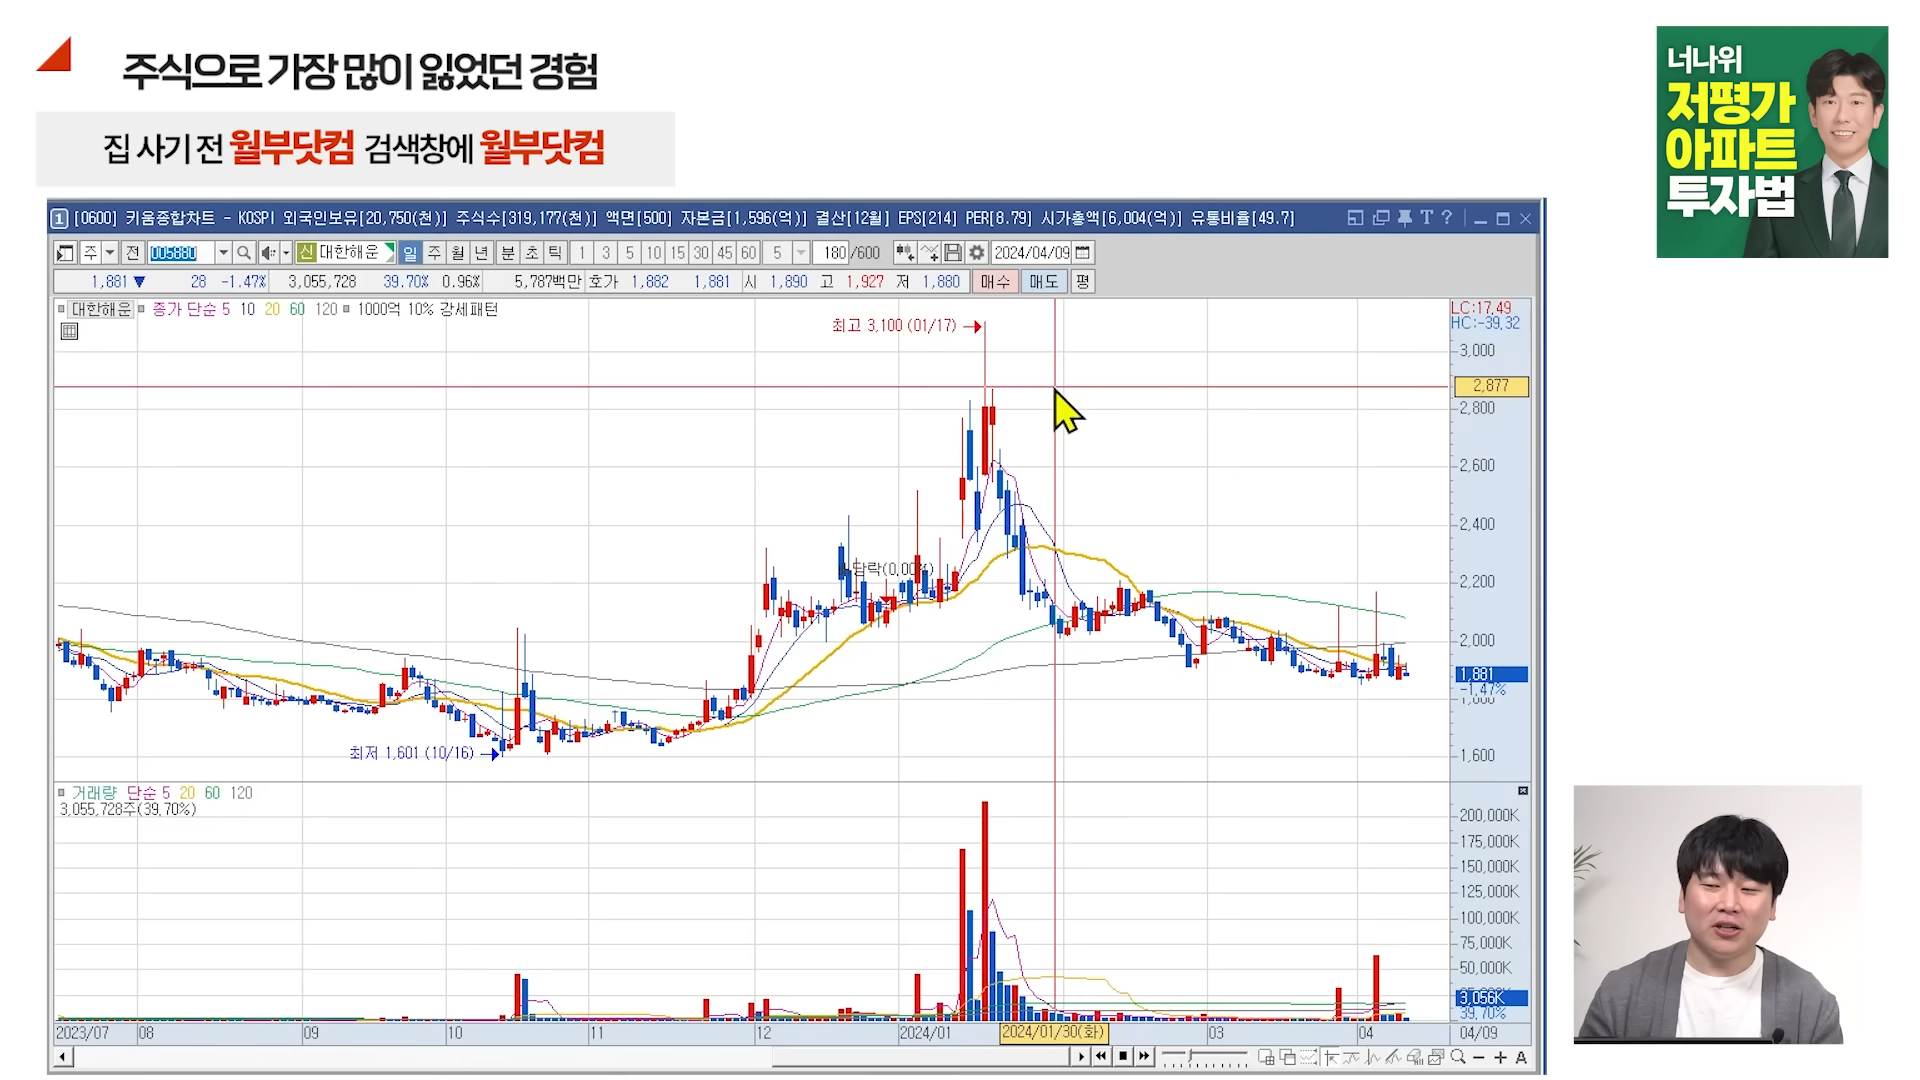 주식으로 가장 많이 잃었던 경험
집 사기 전 월부닷컴 검색창에 월부닷컴
너나위
저평가
아파트
투자법
1 [0600] 키움종합차트 - KOSPI 외국인보유[20,750(천)] 주식수[319,177(천)] 액면[500] 자본금[1,596(억)] 결산[12월] EPS[214] PER[8.79] 시가총액[6,004(억)] 유통비율[49.7] T ?
주 전 005880 신 대한해운 일 주 월 년 분 초 틱 1 3 5 10 15 30 45 60 5 180 /600 2024/04/09
1,881 ▼ 28 -1.47% 3,055,728 39.70% 0.96% 5,787백만 호가 1,882 1,881 시 1,890 고 1,927 저 1,880 매수 매도 평
대한해운 종가 단순 5 10 20 60 120 1000억 10% 강세패턴
LC:17.49
HC:-39.32
최고 3,100 (01/17)
3,000
2,877
2,800
2,600
2,400
락(0.00%)
2,200
2,000
1,881
-1.47%
최저 1,601 (10/16)
1,600
거래량 단순 5 20 60 120
3,055,728주(39.70%)
200,000K
175,000K
150,000K
125,000K
100,000K
75,000K
50,000K
3,056K
39.70%
2023/07 08 09 10 11 12 2024/01 2024/01/30(화) 03 04 04/09
A